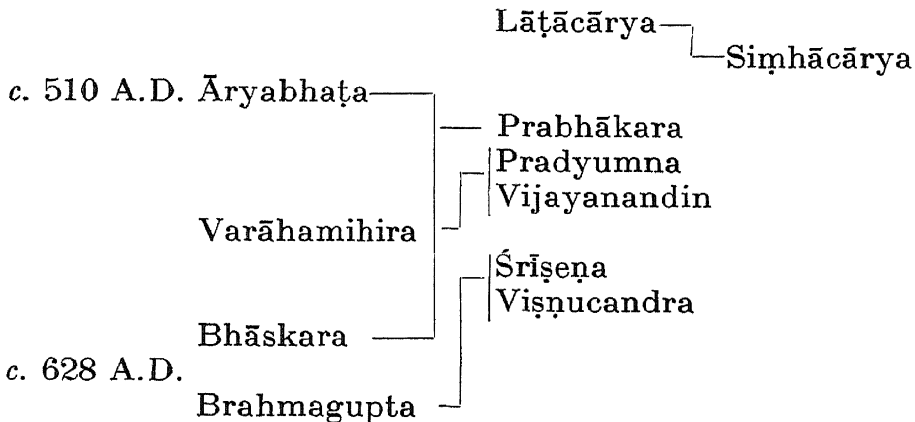 Lāṭācārya
Siṃhācārya
c. 510 A.D. Āryabhaṭa
Prabhākara
Pradyumna
Vijayanandin
Varāhamihira
Śrīṣeṇa
Viṣṇucandra
Bhāskara
c. 628 A.D.
Brahmagupta